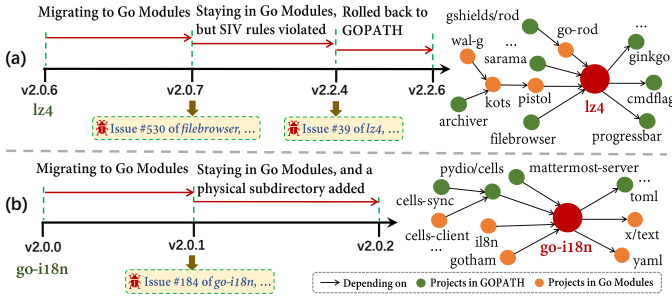 (a)
Migrating to Go Modules
Staying in Go Modules,
but SIV rules violated
Rolled back to
GOPATH
v2.0.6
v2.0.7
v2.2.4
v2.2.6
lz4
Issue #530 of filebrowser, ...
Issue #39 of lz4, ...
gshields/rod
go-rod
...
ginkgo
wal-g
...
sarama
cmdflag
kots
pistol
lz4
archiver
filebrowser
progressbar
(b)
Migrating to Go Modules
Staying in Go Modules, and a
physical subdirectory added
v2.0.0
v2.0.1
v2.0.2
go-i18n
Issue #184 of go-i18n, ...
pydio/cells
mattermost-server
...
cells-sync
toml
cells-client
il8n
x/text
...
gotham
go-i18n
yaml
Depending on
Projects in GOPATH
Projects in Go Modules